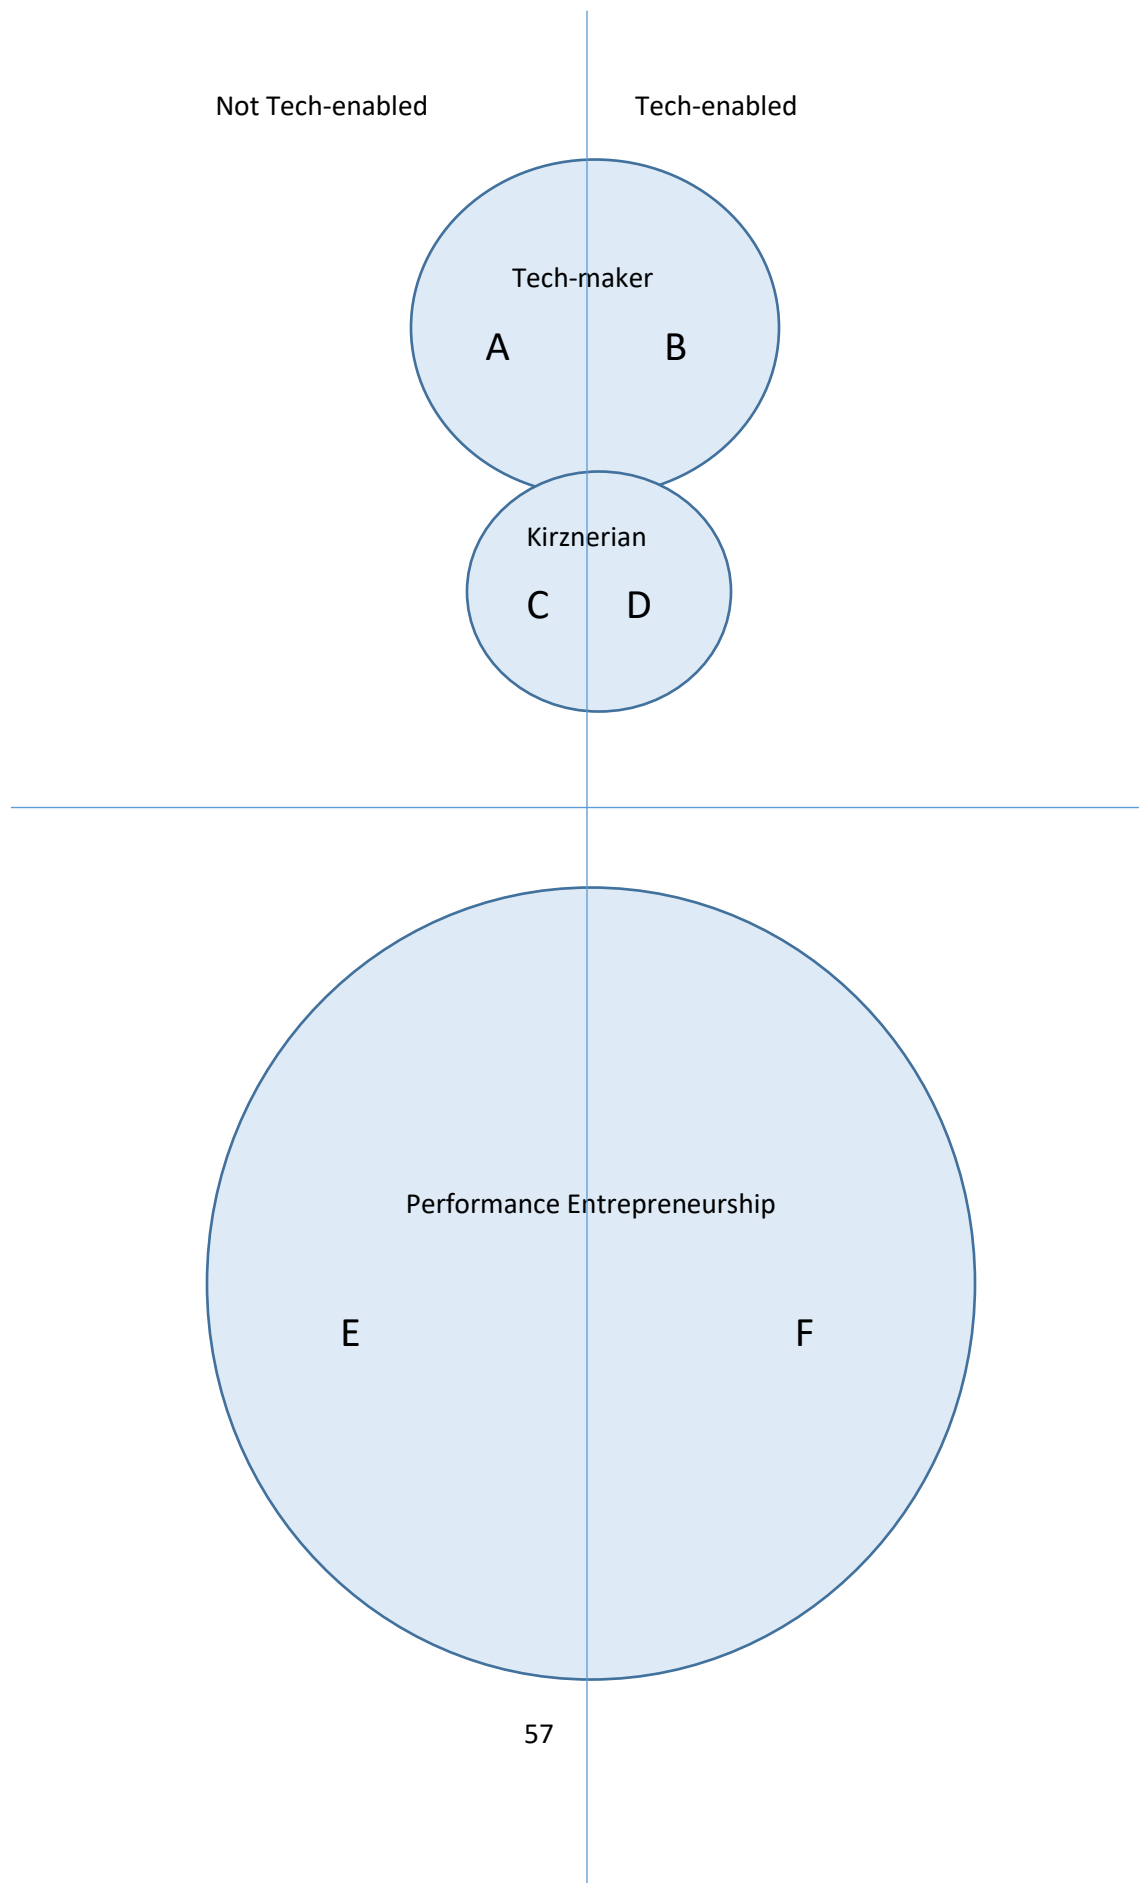 Not Tech-enabled
Tech-enabled
Tech-maker
A
B
Kirznerian
C
D
Performance Entrepreneurship
E
F
57